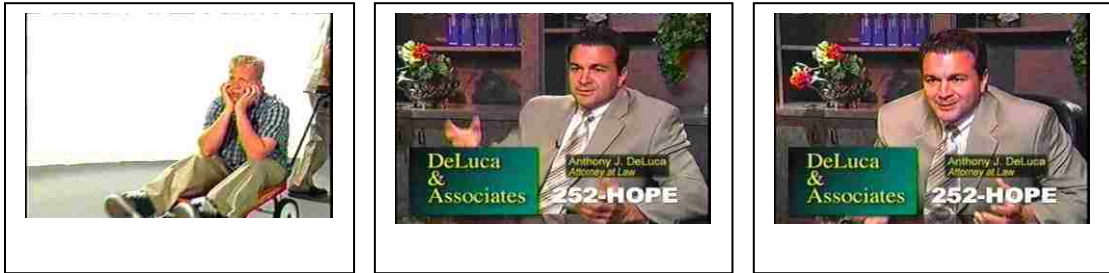 DeLuca
&
Associates
Anthony J. DeLuca
Attorney at Law
252-HOPE
DeLuca
&
Associates
Anthony J. DeLuca
Attorney at Law
252-HOPE